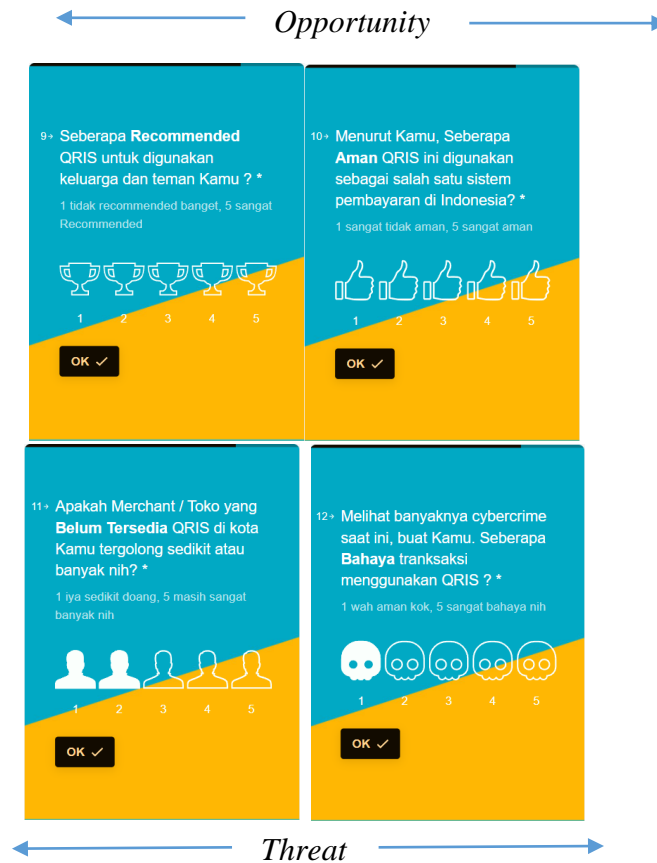 Opportunity
9→ Seberapa Recommended
QRIS untuk digunakan
keluarga dan teman Kamu ? *
1 tidak recommended banget, 5 sangat
Recommended
1 2 3 4 5
OK ✓
10→ Menurut Kamu, Seberapa
Aman QRIS ini digunakan
sebagai salah satu sistem
pembayaran di Indonesia? *
1 sangat tidak aman, 5 sangat aman
1 2 3 4 5
OK ✓
11→ Apakah Merchant / Toko yang
Belum Tersedia QRIS di kota
Kamu tergolong sedikit atau
banyak nih? *
1 iya sedikit doang, 5 masih sangat
banyak nih
1 2 3 4 5
OK ✓
12→ Melihat banyaknya cybercrime
saat ini, buat Kamu. Seberapa
Bahaya tranksaksi
menggunakan QRIS ? *
1 wah aman kok, 5 sangat bahaya nih
1 2 3 4 5
OK ✓
Threat